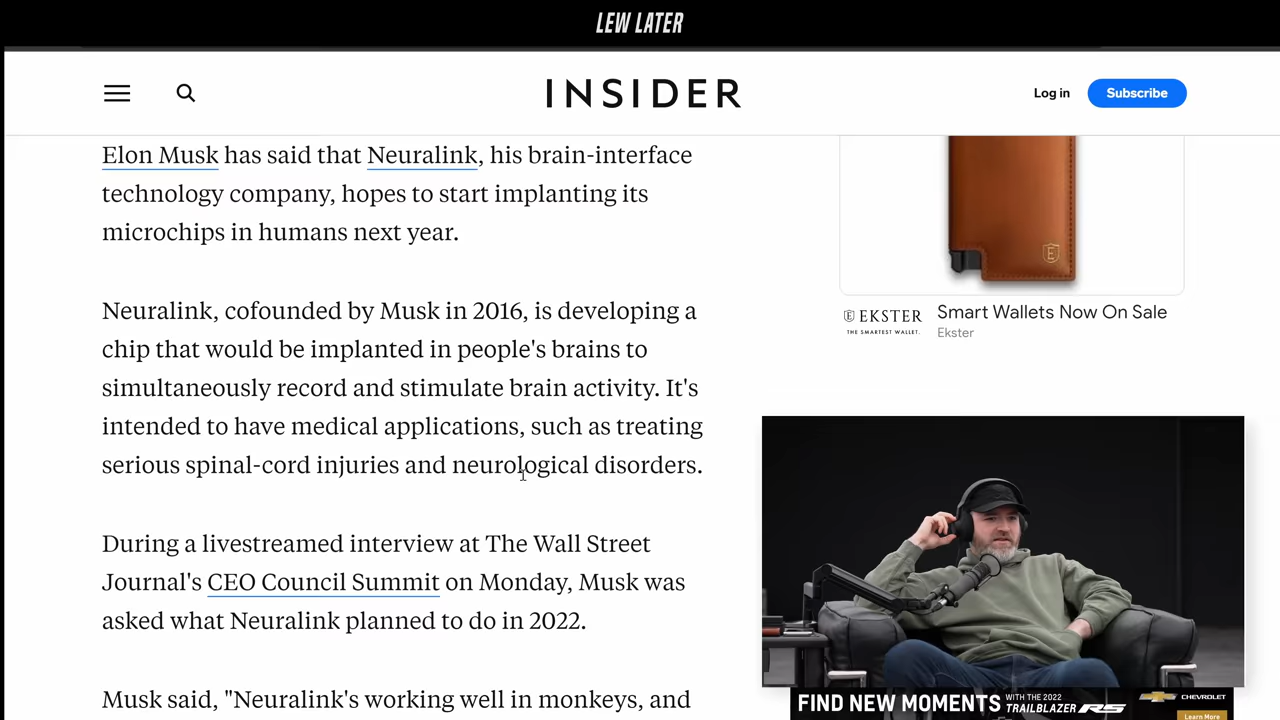 LEW LATER
INSIDER
Log in
Subscribe
Elon Musk has said that Neuralink, his brain-interface
technology company, hopes to start implanting its
microchips in humans next year.
Neuralink, cofounded by Musk in 2016, is developing a
chip that would be implanted in people's brains to
simultaneously record and stimulate brain activity. It's
intended to have medical applications, such as treating
serious spinal-cord injuries and neurological disorders.
During a livestreamed interview at The Wall Street
Journal's CEO Council Summit on Monday, Musk was
asked what Neuralink planned to do in 2022.
Musk said, "Neuralink's working well in monkeys, and
E
EKSTER
THE SMARTEST WALLET.
Smart Wallets Now On Sale
Ekster
FIND NEW MOMENTS
WITH THE 2022
TRAILBLAZER RS
CHEVROLET
Learn More